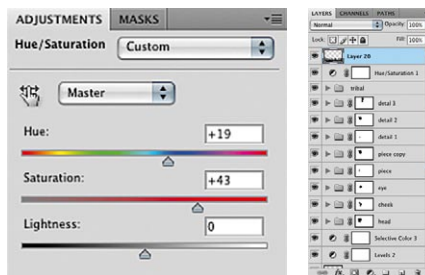 ADJUSTMENTS MASKS
Hue/Saturation Custom
Master
Hue: +19
Saturation: +43
Lightness: 0
LAYERS CHANNELS PATHS
Normal Opacity: 100%
Lock: Fill: 100%
Layer 20
Hue/Saturation 1
tribal
detail 3
detail 2
detail 1
piece copy
piece
eye
cheek
head
Selective Color 3
Levels 2